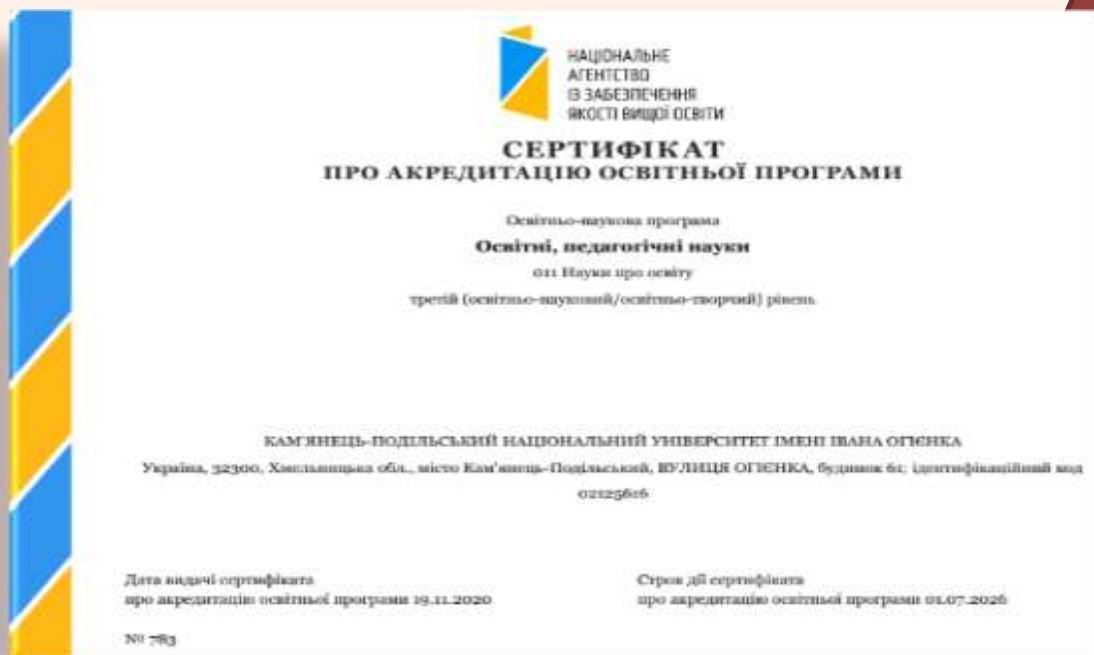 НАЦІОНАЛЬНЕ
АГЕНТСТВО
ІЗ ЗАБЕЗПЕЧЕННЯ
ЯКОСТІ ВИЩОЇ ОСВІТИ
СЕРТИФІКАТ
ПРО АКРЕДИТАЦІЮ ОСВІТНЬОЇ ПРОГРАМИ
Освітньо-наукова програма
Освітні, педагогічні науки
011 Науки про освіту
третій (освітньо-науковий/освітньо-творчий) рівень
КАМ'ЯНЕЦЬ-ПОДІЛЬСЬКИЙ НАЦІОНАЛЬНИЙ УНІВЕРСИТЕТ ІМЕНІ ІВАНА ОГІЄНКА
Україна, 32300, Хмельницька обл., місто Кам'янець-Подільський, ВУЛИЦЯ ОГІЄНКА, будинок 61; ідентифікаційний код
02125616
Дата видачі сертифіката
про акредитацію освітньої програми 19.11.2020
Строк дії сертифіката
про акредитацію освітньої програми 01.07.2026
№ 783